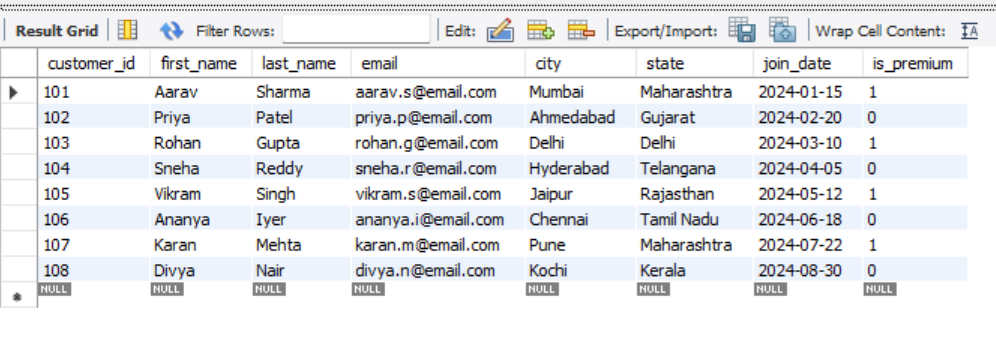 Result Grid Filter Rows: Edit: Export/Import: Wrap Cell Content: IA
customer_id first_name last_name email city state join_date is_premium
101 Aarav Sharma aarav.s@email.com Mumbai Maharashtra 2024-01-15 1
102 Priya Patel priya.p@email.com Ahmedabad Gujarat 2024-02-20 0
103 Rohan Gupta rohan.g@email.com Delhi Delhi 2024-03-10 1
104 Sneha Reddy sneha.r@email.com Hyderabad Telangana 2024-04-05 0
105 Vikram Singh vikram.s@email.com Jaipur Rajasthan 2024-05-12 1
106 Ananya Iyer ananya.i@email.com Chennai Tamil Nadu 2024-06-18 0
107 Karan Mehta karan.m@email.com Pune Maharashtra 2024-07-22 1
108 Divya Nair divya.n@email.com Kochi Kerala 2024-08-30 0
NULL NULL NULL NULL NULL NULL NULL NULL